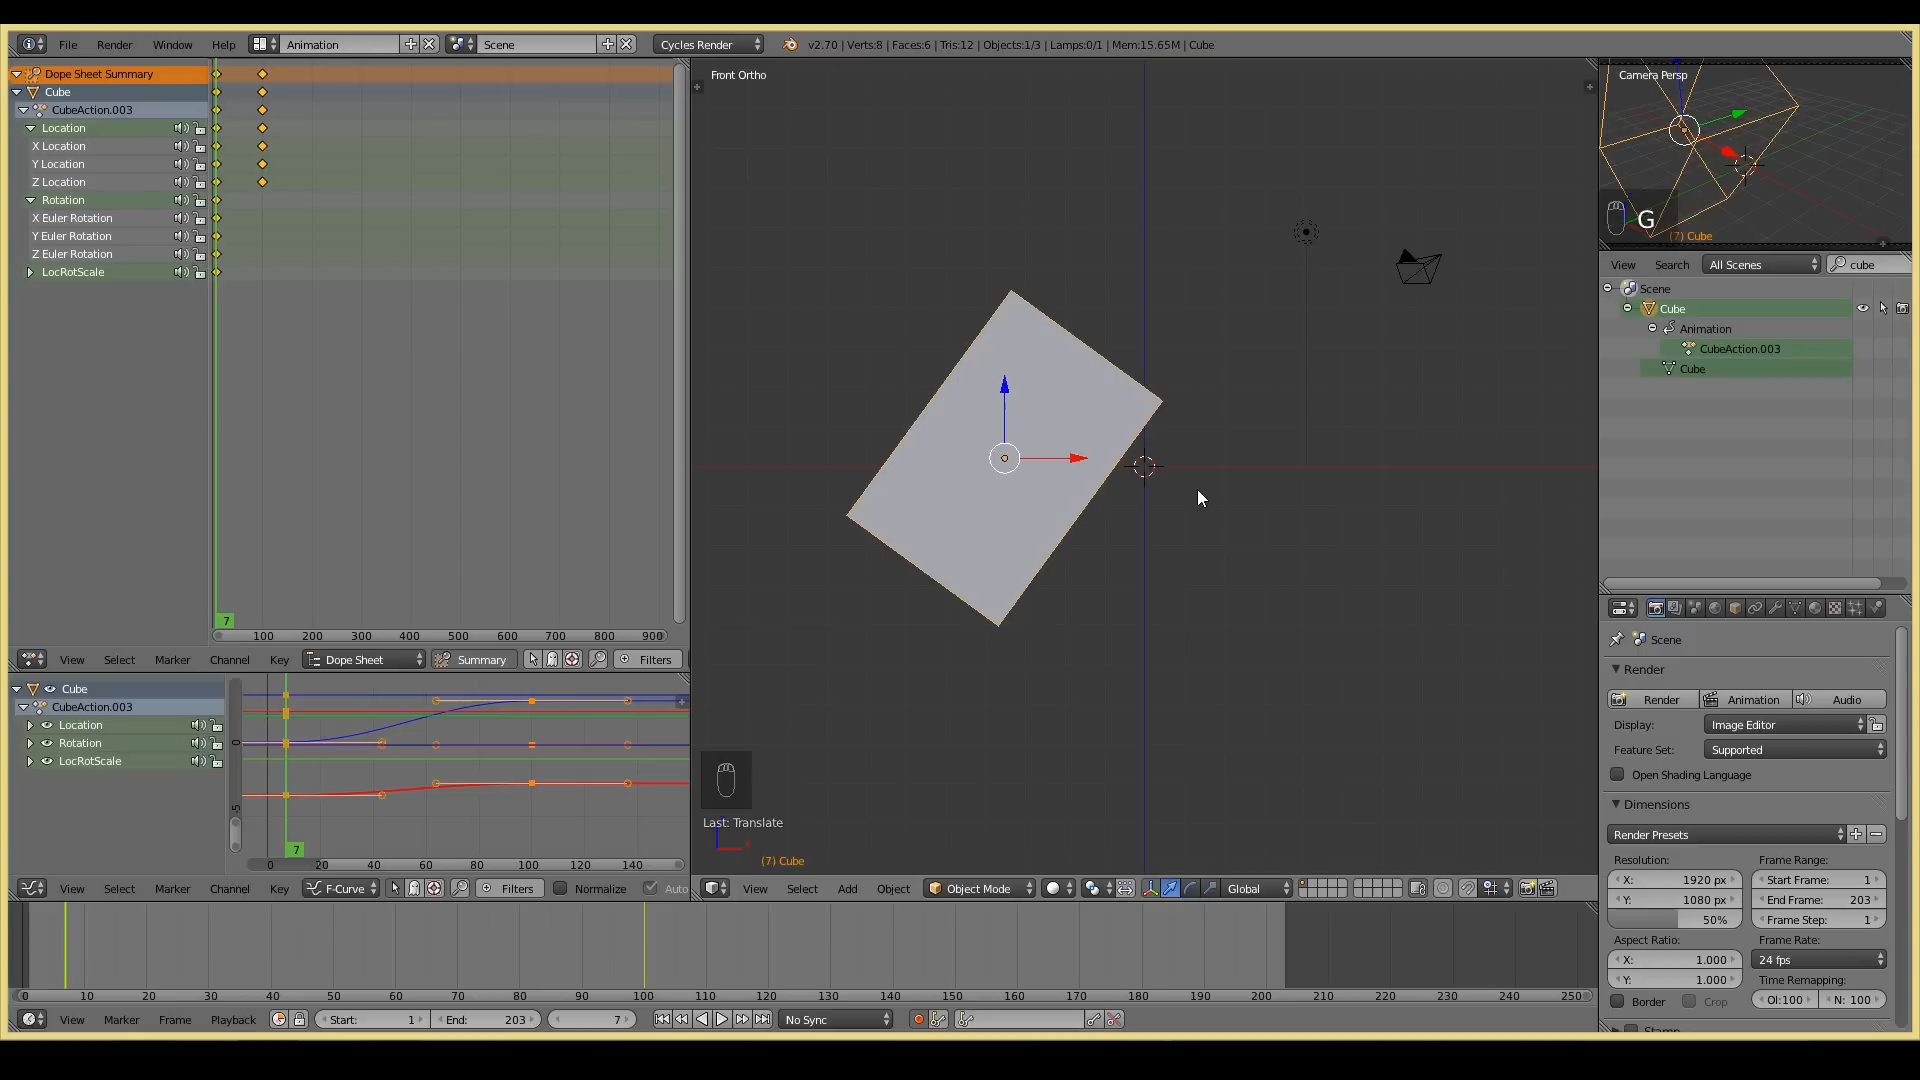 File Render Window Help Animation Scene Cycles Render v2.70 | Verts:8 | Faces:6 | Tris:12 | Objects:1/3 | Lamps:0/1 | Mem:15.65M | Cube
Dope Sheet Summary
Cube
CubeAction.003
Location
X Location
Y Location
Z Location
Rotation
X Euler Rotation
Y Euler Rotation
Z Euler Rotation
LocRotScale
7
100 200 300 400 500 600 700 800 900
View Select Marker Channel Key Dope Sheet Summary Filters
Cube
CubeAction.003
Location
Rotation
LocRotScale
0
-5
7
0 20 40 60 80 100 120 140
View Select Marker Channel Key F-Curve Filters Normalize Auto
Front Ortho
Last: Translate
(7) Cube
View Select Add Object Object Mode Global
Camera Persp
G
(7) Cube
View Search All Scenes cube
Scene
Cube
Animation
CubeAction.003
Cube
Scene
Render
Render Animation Audio
Display: Image Editor
Feature Set: Supported
Open Shading Language
Dimensions
Render Presets
Resolution: Frame Range:
X: 1920 px Start Frame: 1
Y: 1080 px End Frame: 203
50% Frame Step: 1
Aspect Ratio: Frame Rate:
X: 1.000 24 fps
Y: 1.000 Time Remapping:
Border Crop Ol:100 N: 100
Stamp
0 10 20 30 40 50 60 70 80 90 100 110 120 130 140 150 160 170 180 190 200 210 220 230 240 250
View Marker Frame Playback Start: 1 End: 203 7 No Sync